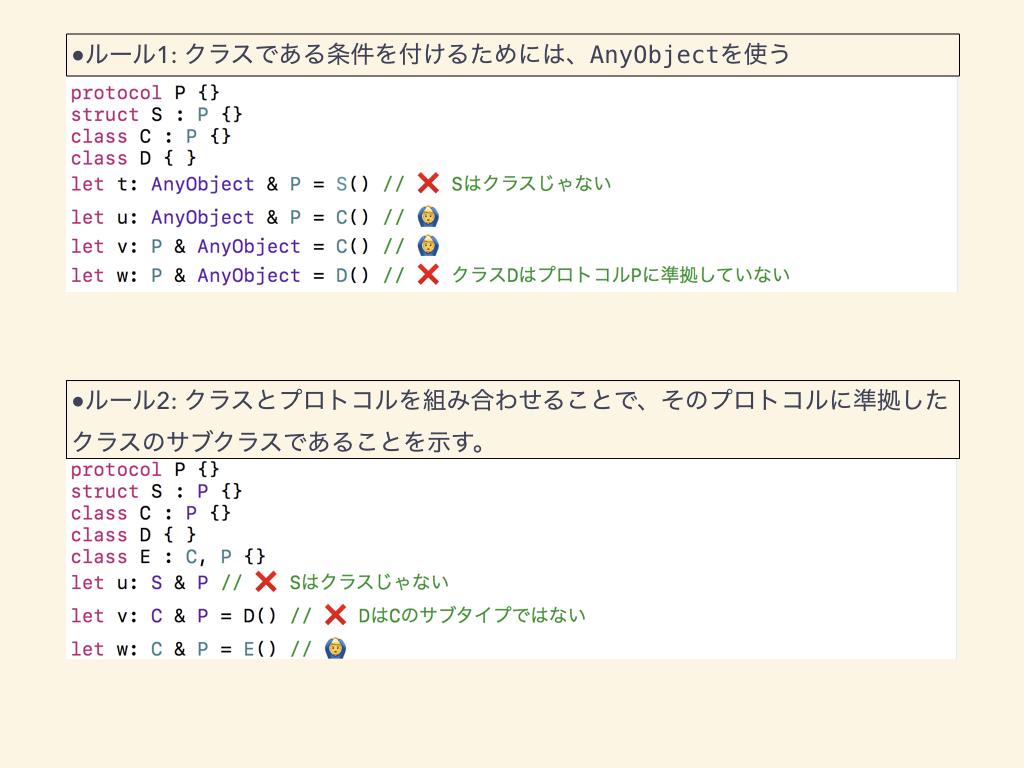 ●ルール1: クラスである条件を付けるためには、AnyObjectを使う
protocol P {}
struct S : P {}
class C : P {}
class D { }
let t: AnyObject & P = S() // ❌ Sはクラスじゃない
let u: AnyObject & P = C() // 🙆‍♂️
let v: P & AnyObject = C() // 🙆‍♂️
let w: P & AnyObject = D() // ❌ クラスDはプロトコルPに準拠していない
●ルール2: クラスとプロトコルを組み合わせることで、そのプロトコルに準拠した
クラスのサブクラスであることを示す。
protocol P {}
struct S : P {}
class C : P {}
class D { }
class E : C, P {}
let u: S & P // ❌ Sはクラスじゃない
let v: C & P = D() // ❌ DはCのサブタイプではない
let w: C & P = E() // 🙆‍♂️